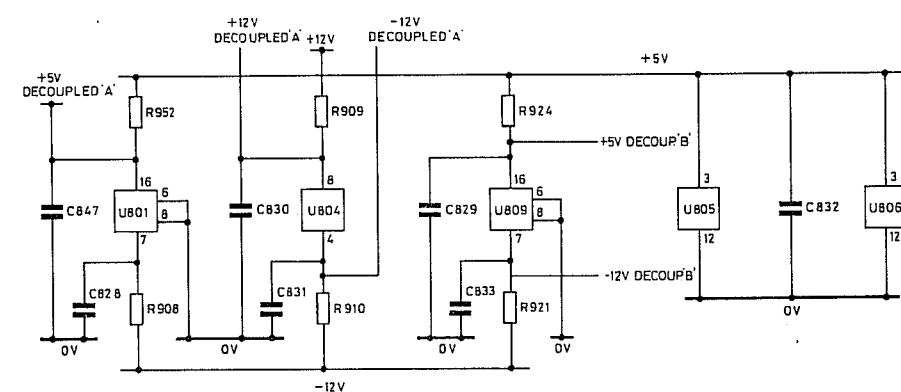 +12V
DECOUPLED'A'
+12V
-12V
DECOUPLED'A'
+5V
+5V
DECOUPLED'A'
R952
R909
R924
+5V DECOUP.'B'
16
6
8
U801
7
C847
C830
8
U804
4
C829
16
6
8
U809
7
3
U805
12
C832
3
U806
12
C828
R908
C831
R910
C833
R921
-12V DECOUP.'B'
0V
0V
0V
0V
0V
-12V